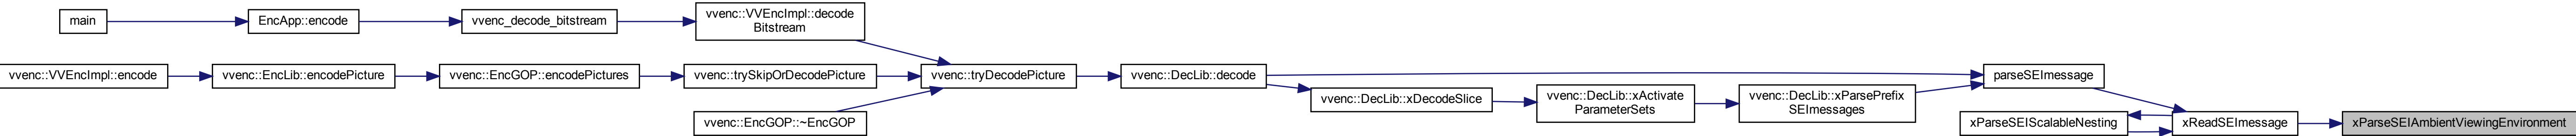 main
EncApp::encode
vvenc_decode_bitstream
vvenc::VVEncImpl::decode
Bitstream
vvenc::VVEncImpl::encode
vvenc::EncLib::encodePicture
vvenc::EncGOP::encodePictures
vvenc::trySkipOrDecodePicture
vvenc::tryDecodePicture
vvenc::DecLib::decode
parseSEImessage
vvenc::DecLib::xDecodeSlice
vvenc::DecLib::xActivate
ParameterSets
vvenc::DecLib::xParsePrefix
SEImessages
vvenc::EncGOP::~EncGOP
xParseSEIScalableNesting
xReadSEImessage
xParseSEIAmbientViewingEnvironment